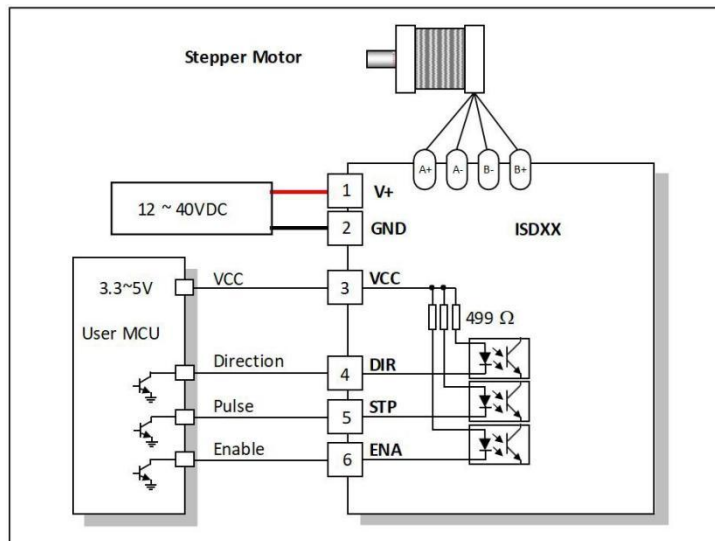 Stepper Motor
A+ A- B- B+
12 ~ 40VDC
1 V+
2 GND
ISDXX
3.3~5V
User MCU
VCC
3 VCC
499 Ω
Direction
4 DIR
Pulse
5 STP
Enable
6 ENA